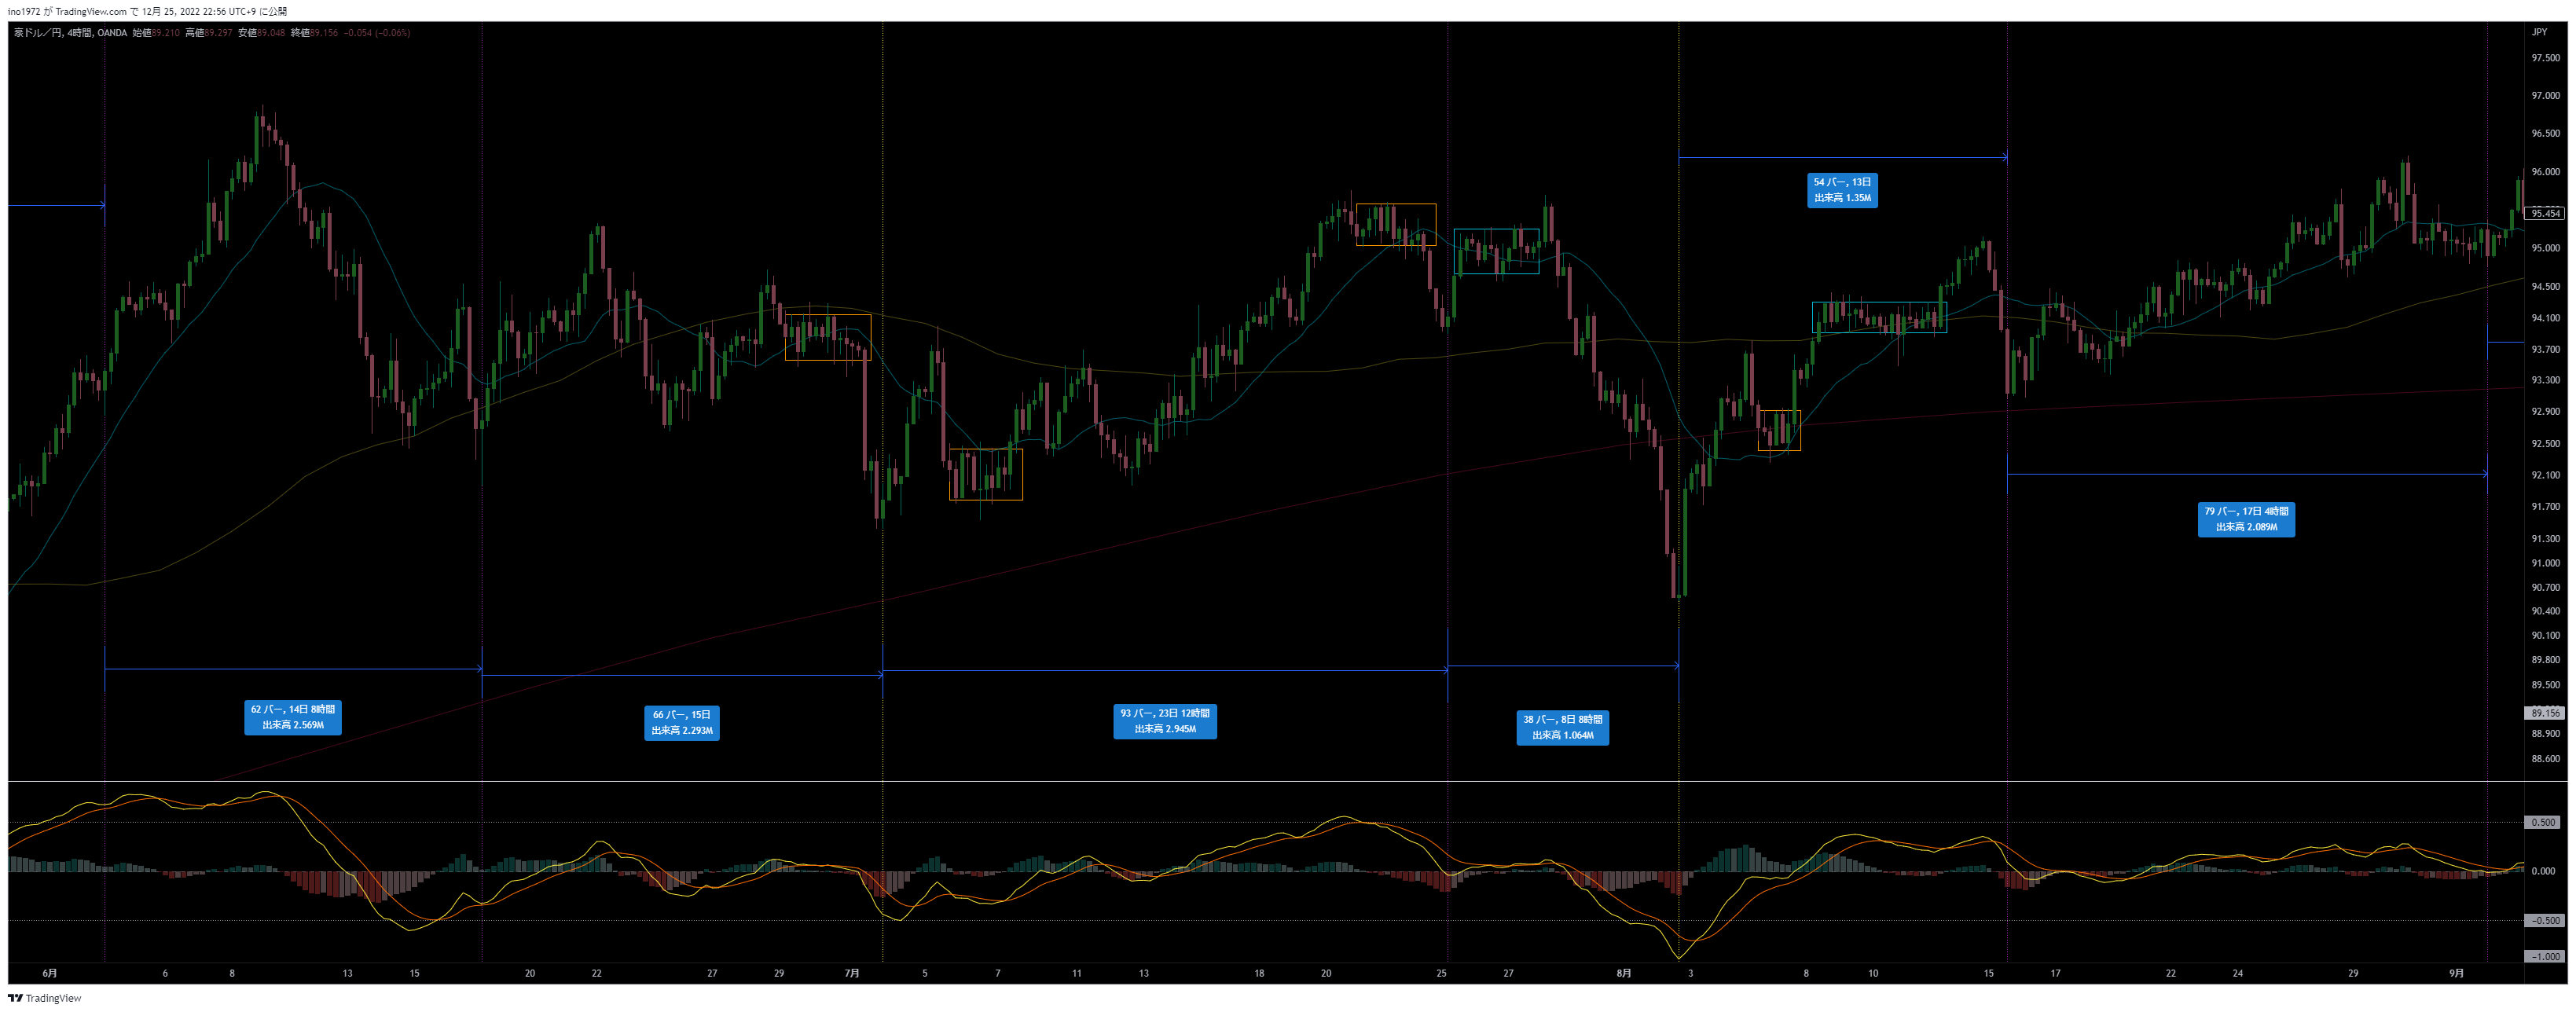 ino1972 が TradingView.com で 12月 25, 2022 22:56 UTC+9 に公開
豪ドル／円, 4時間, OANDA 始値89.210 高値89.297 安値89.048 終値89.156 −0.054 (−0.06%)
JPY
97.500
97.000
96.500
96.000
95.454
95.000
94.500
94.100
93.700
93.300
92.900
92.500
92.100
91.700
91.300
91.000
90.700
90.400
90.100
89.800
89.500
89.156
88.900
88.600
54 バー, 13日
出来高 1.35M
79 バー, 17日 4時間
出来高 2.089M
62 バー, 14日 8時間
出来高 2.569M
66 バー, 15日
出来高 2.293M
93 バー, 23日 12時間
出来高 2.945M
38 バー, 8日 8時間
出来高 1.064M
0.500
0.000
−0.500
−1.000
6月 6 8 13 15 20 22 27 29 7月 5 7 11 13 18 20 25 27 8月 3 8 10 15 17 22 24 29 9月
TradingView